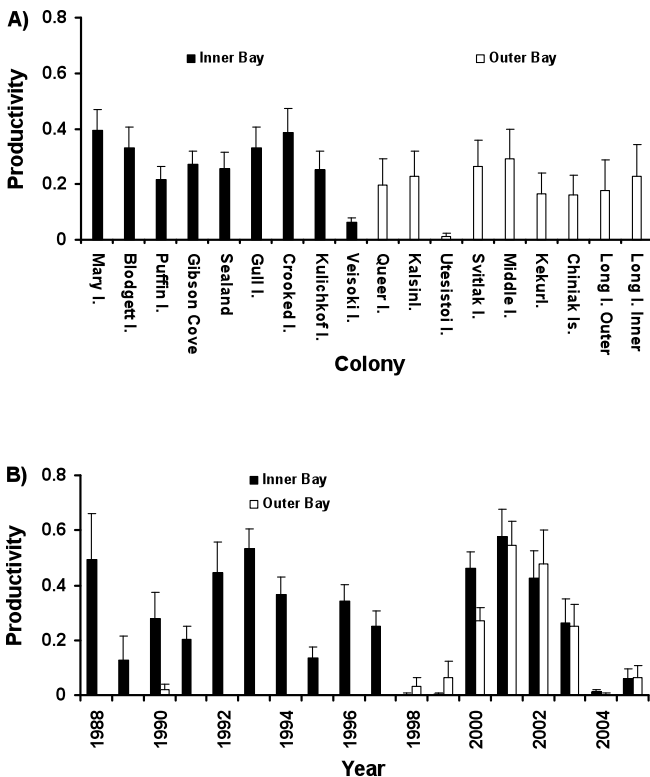 A)
Inner Bay
Outer Bay
Productivity
0.8
0.6
0.4
0.2
0
Mary I.
Blodgett I.
Puffin I.
Gibson Cove
Sealand
Gull I.
Crooked I.
Kulichkof I.
Veisoki I.
Queer I.
KalsinI.
Utesistoi I.
Svitlak I.
Middle I.
KekurI.
Chiniak Is.
Long I. Outer
Long I. Inner
Colony
B)
Inner Bay
Outer Bay
Productivity
0.8
0.6
0.4
0.2
0
1988
1990
1992
1994
1996
1998
2000
2002
2004
Year